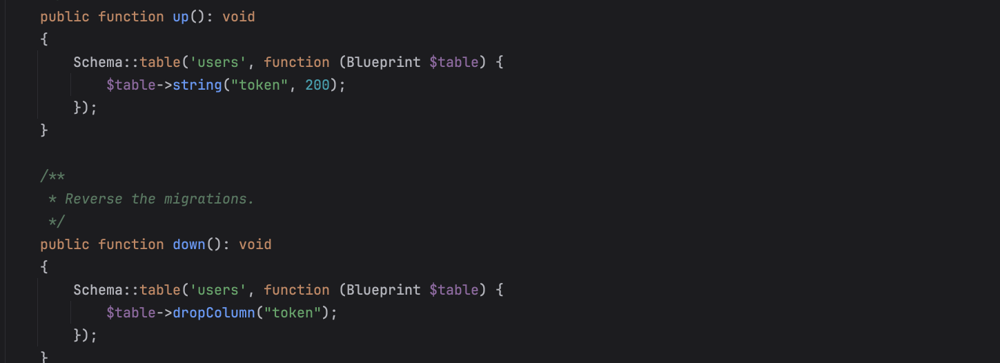 public function up(): void
{
    Schema::table('users', function (Blueprint $table) {
        $table->string("token", 200);
    });
}

/**
 * Reverse the migrations.
 */
public function down(): void
{
    Schema::table('users', function (Blueprint $table) {
        $table->dropColumn("token");
    });
}